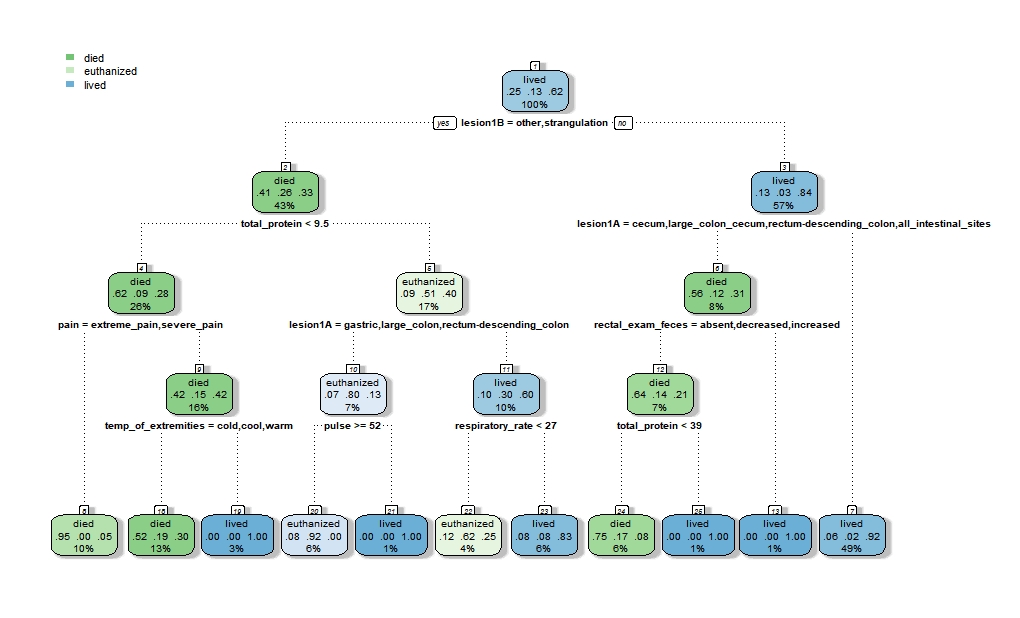 died
euthanized
lived
1
lived
.25 .13 .62
100%
yes lesion1B = other,strangulation no
2
died
.41 .26 .33
43%
3
lived
.13 .03 .84
57%
total_protein < 9.5
lesion1A = cecum,large_colon_cecum,rectum-descending_colon,all_intestinal_sites
4
died
.62 .09 .28
26%
5
euthanized
.09 .51 .40
17%
6
died
.56 .12 .31
8%
pain = extreme_pain,severe_pain
lesion1A = gastric,large_colon,rectum-descending_colon
rectal_exam_feces = absent,decreased,increased
9
died
.42 .15 .42
16%
10
euthanized
.07 .80 .13
7%
11
lived
.10 .30 .60
10%
12
died
.64 .14 .21
7%
temp_of_extremities = cold,cool,warm
pulse >= 52
respiratory_rate < 27
total_protein < 39
8
died
.95 .00 .05
10%
18
died
.52 .19 .30
13%
19
lived
.00 .00 1.00
3%
20
euthanized
.08 .92 .00
6%
21
lived
.00 .00 1.00
1%
22
euthanized
.12 .62 .25
4%
23
lived
.08 .08 .83
6%
24
died
.75 .17 .08
6%
25
lived
.00 .00 1.00
1%
13
lived
.00 .00 1.00
1%
7
lived
.06 .02 .92
49%